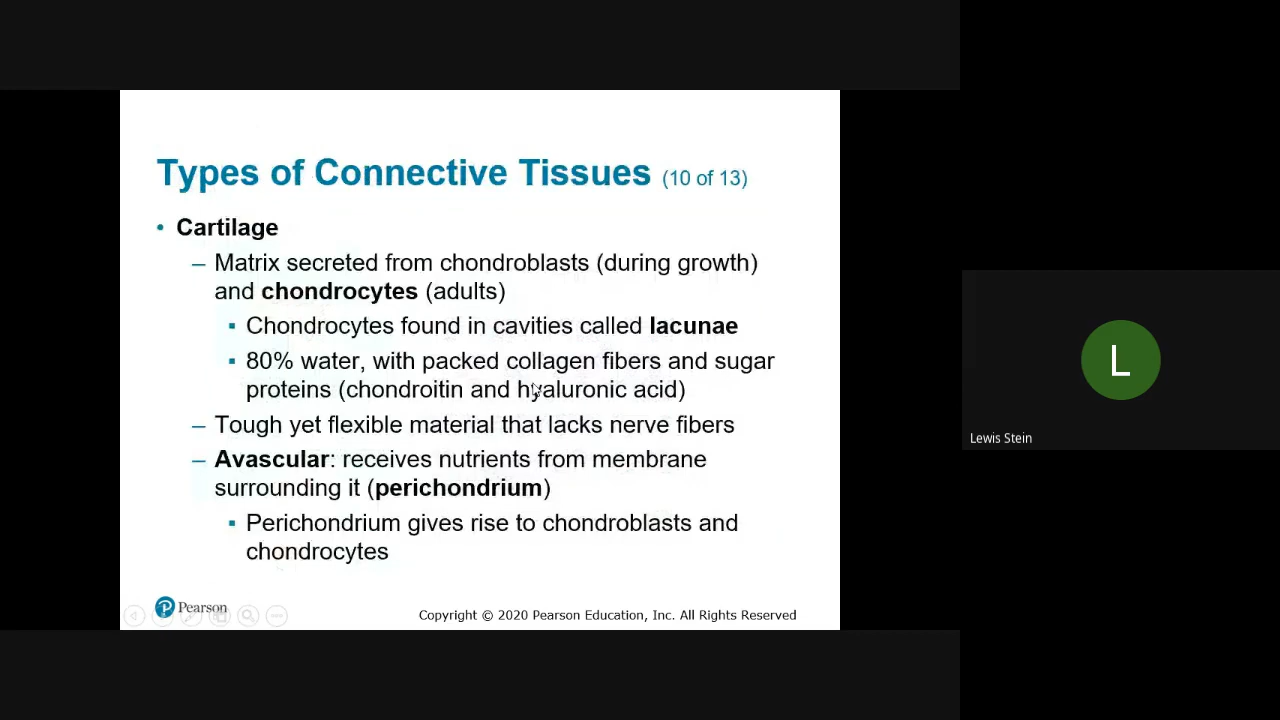 Types of Connective Tissues (10 of 13)
• Cartilage
– Matrix secreted from chondroblasts (during growth)
and chondrocytes (adults)
▪ Chondrocytes found in cavities called lacunae
▪ 80% water, with packed collagen fibers and sugar
proteins (chondroitin and hyaluronic acid)
– Tough yet flexible material that lacks nerve fibers
– Avascular: receives nutrients from membrane
surrounding it (perichondrium)
▪ Perichondrium gives rise to chondroblasts and
chondrocytes
P Pearson
Copyright © 2020 Pearson Education, Inc. All Rights Reserved
L
Lewis Stein